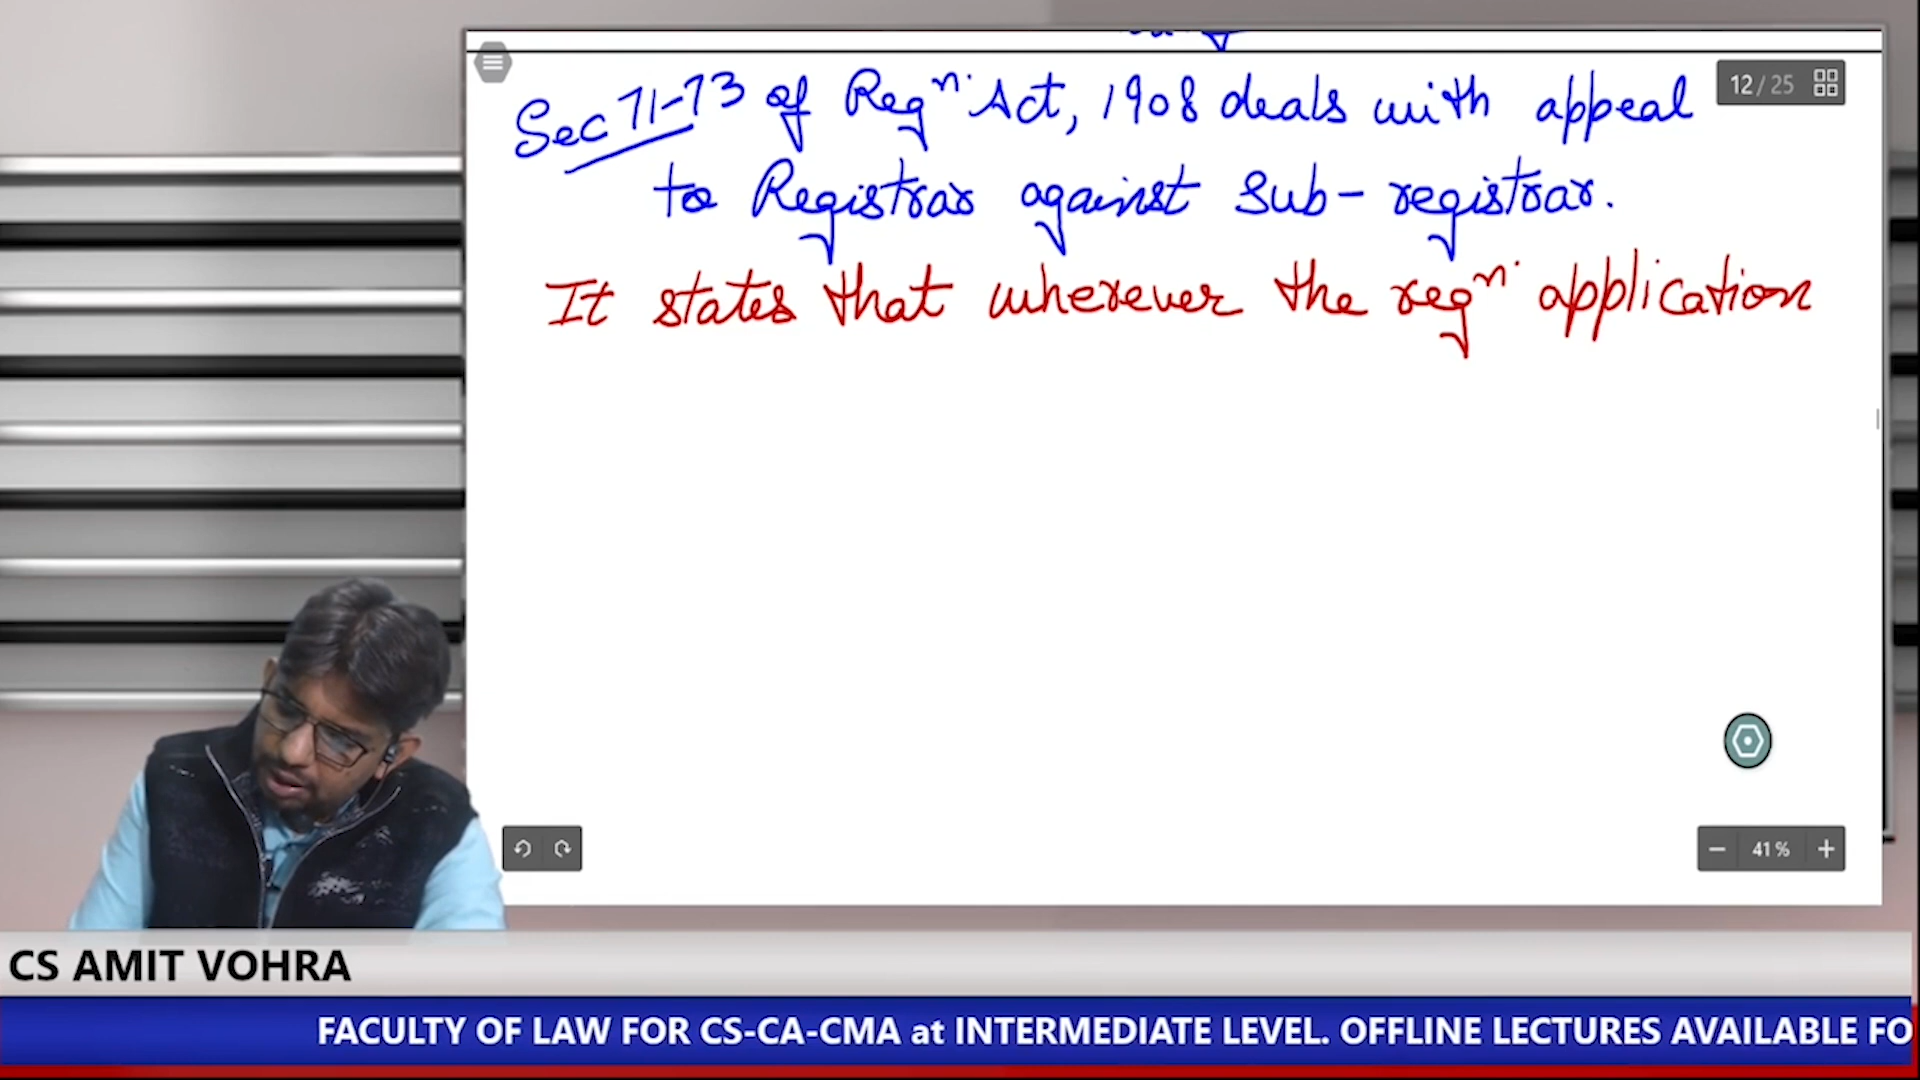 Sec 71-73 of Regn. Act, 1908 deals with appeal
12 / 25
to Registrar against Sub-registrar.
It states that wherever the regn. application
41 %
CS AMIT VOHRA
FACULTY OF LAW FOR CS-CA-CMA at INTERMEDIATE LEVEL. OFFLINE LECTURES AVAILABLE FO